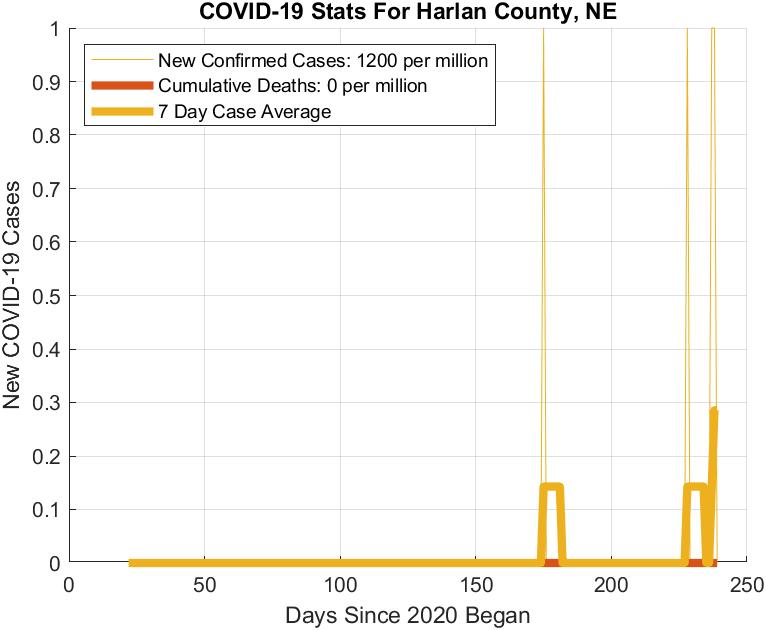 COVID-19 Stats For Harlan County, NE
New Confirmed Cases: 1200 per million
Cumulative Deaths: 0 per million
7 Day Case Average
New COVID-19 Cases
1
0.9
0.8
0.7
0.6
0.5
0.4
0.3
0.2
0.1
0
0 50 100 150 200 250
Days Since 2020 Began